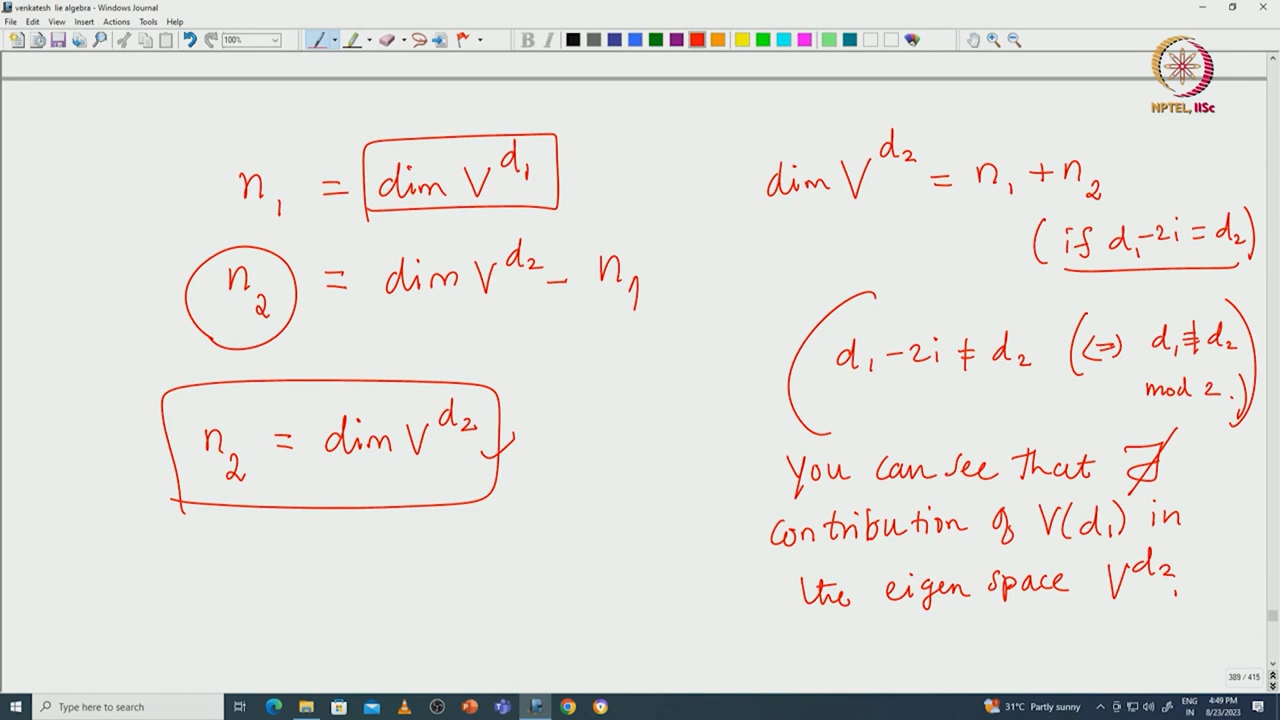 venkatesh lie algebra - Windows Journal
File Edit View Insert Actions Tools Help
100%
B I
NPTEL, IISc
n₁ = dim V^{d₁}
n₂ = dim V^{d₂} - n₁
n₂ = dim V^{d₂}
dim V^{d₂} = n₁ + n₂
(if d₁-2i = d₂)
d₁-2i ≠ d₂ (⇔ d₁ ≢ d₂
mod 2.)
You can see that ∄
contribution of V(d₁) in
the eigen space V^{d₂}.
389 / 415
Type here to search
31°C Partly sunny
ENG
IN
4:49 PM
8/23/2023